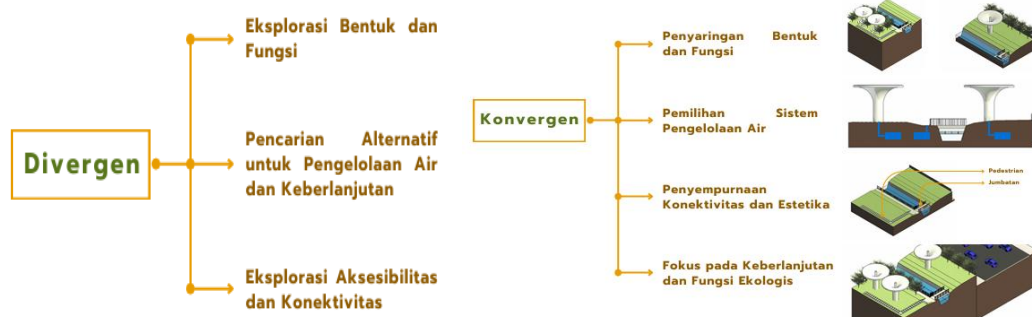 Divergen
Eksplorasi Bentuk dan
Fungsi
Pencarian Alternatif
untuk Pengelolaan Air
dan Keberlanjutan
Eksplorasi Aksesibilitas
dan Konektivitas
Konvergen
Penyaringan Bentuk
dan Fungsi
Pemilihan Sistem
Pengelolaan Air
Penyempurnaan
Konektivitas dan Estetika
Fokus pada Keberlanjutan
dan Fungsi Ekologis
Pedestrian
Jumbatan